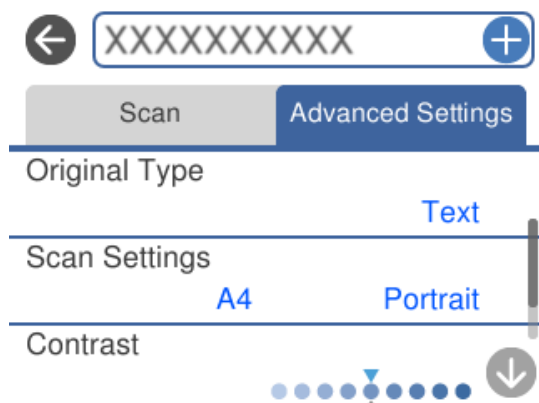 XXXXXXXXXX
Scan
Advanced Settings
Original Type
Text
Scan Settings
A4 Portrait
Contrast